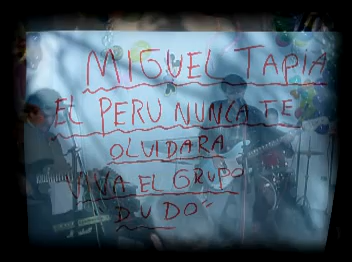 MIGUEL TAPIA
EL PERU NUNCA TE
OLVIDARA
VIVA EL GRUPO
DUDO"